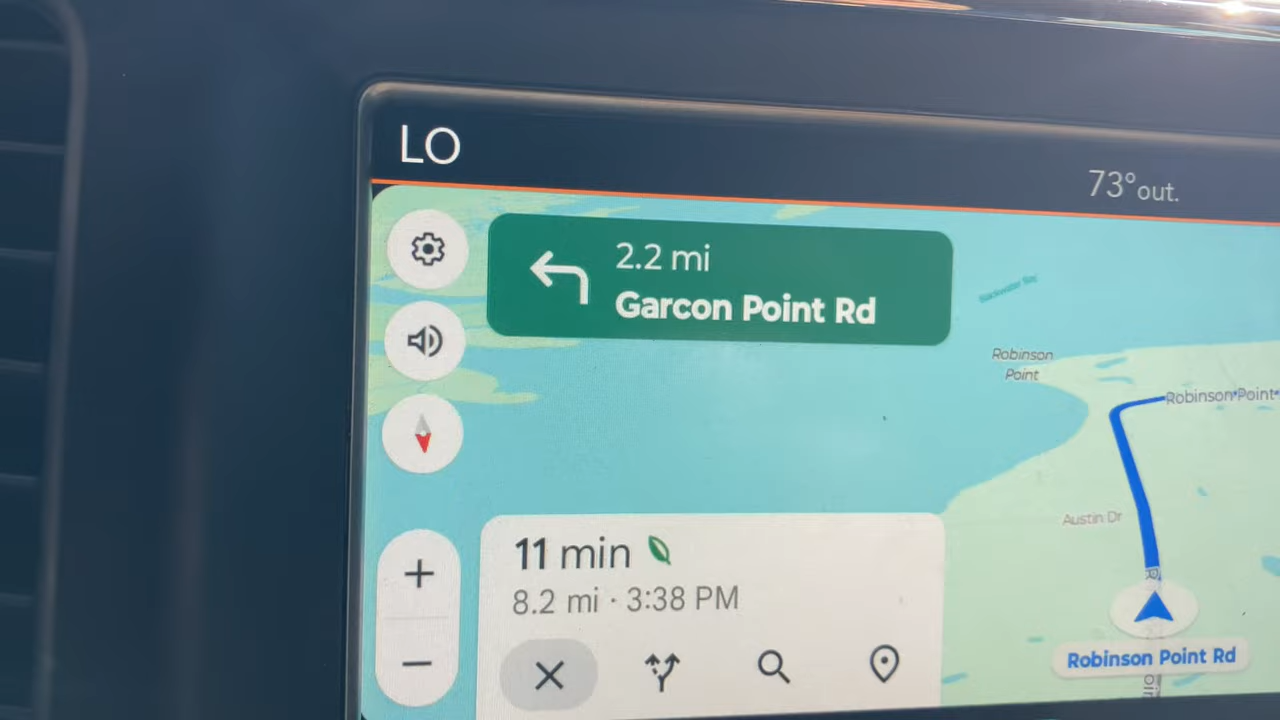 LO
73° out.
2.2 mi
Garcon Point Rd
Robinson
Point
Robinson Point
Austin Dr
11 min
8.2 mi · 3:38 PM
Robinson Point Rd